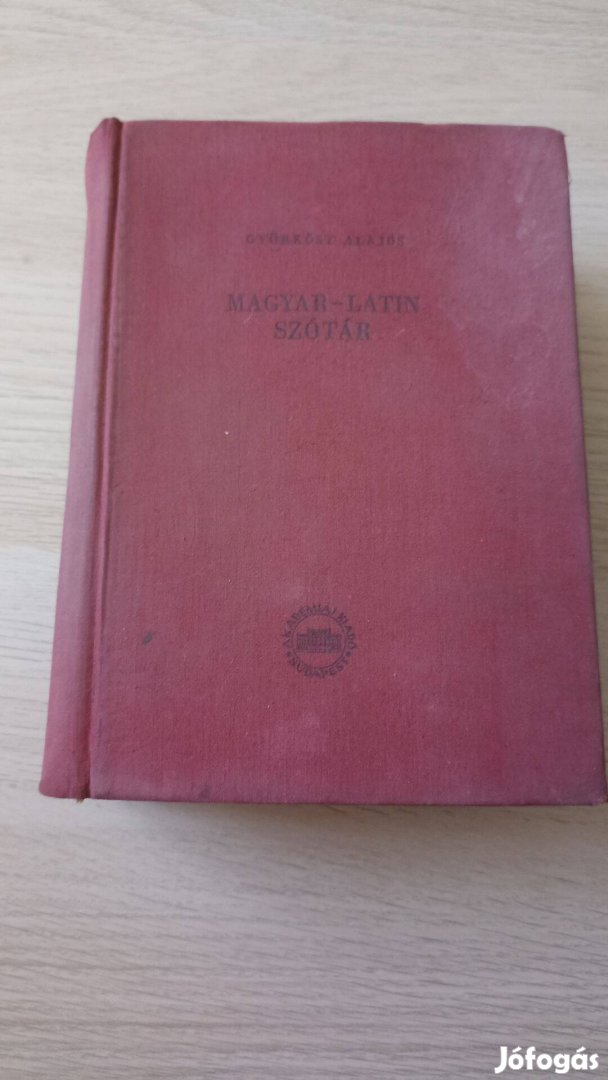 GYÖRKÖSY ALAJOS
MAGYAR-LATIN
SZÓTÁR
AKADÉMIAI KIADÓ
BUDAPEST
Jófogás